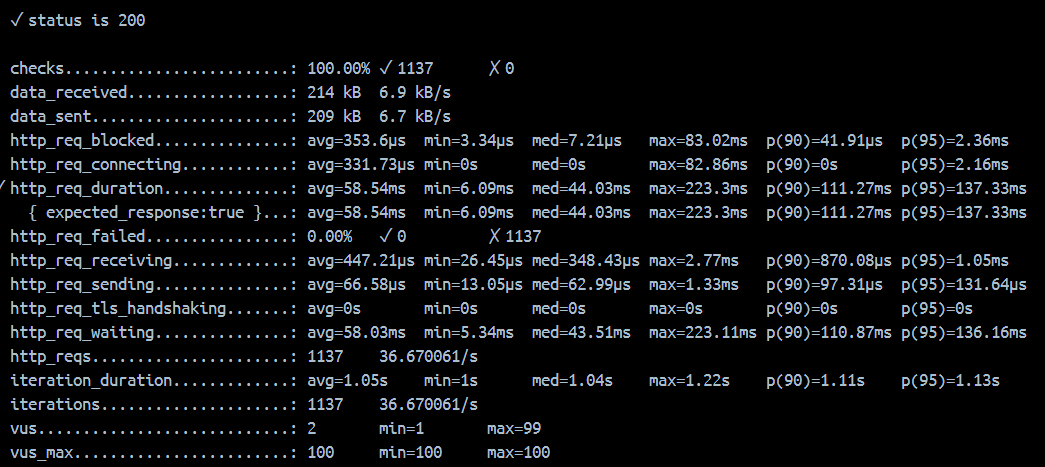 ✓ status is 200
checks.........................: 100.00% ✓ 1137 ✗ 0
data_received..................: 214 kB 6.9 kB/s
data_sent......................: 209 kB 6.7 kB/s
http_req_blocked...............: avg=353.6µs min=3.34µs med=7.21µs max=83.02ms p(90)=41.91µs p(95)=2.36ms
http_req_connecting............: avg=331.73µs min=0s med=0s max=82.86ms p(90)=0s p(95)=2.16ms
✓ http_req_duration..............: avg=58.54ms min=6.09ms med=44.03ms max=223.3ms p(90)=111.27ms p(95)=137.33ms
{ expected_response:true }...: avg=58.54ms min=6.09ms med=44.03ms max=223.3ms p(90)=111.27ms p(95)=137.33ms
http_req_failed................: 0.00% ✓ 0 ✗ 1137
http_req_receiving.............: avg=447.21µs min=26.45µs med=348.43µs max=2.77ms p(90)=870.08µs p(95)=1.05ms
http_req_sending...............: avg=66.58µs min=13.05µs med=62.99µs max=1.33ms p(90)=97.31µs p(95)=131.64µs
http_req_tls_handshaking.......: avg=0s min=0s med=0s max=0s p(90)=0s p(95)=0s
http_req_waiting...............: avg=58.03ms min=5.34ms med=43.51ms max=223.11ms p(90)=110.87ms p(95)=136.16ms
http_reqs......................: 1137 36.670061/s
iteration_duration.............: avg=1.05s min=1s med=1.04s max=1.22s p(90)=1.11s p(95)=1.13s
iterations.....................: 1137 36.670061/s
vus............................: 2 min=1 max=99
vus_max........................: 100 min=100 max=100